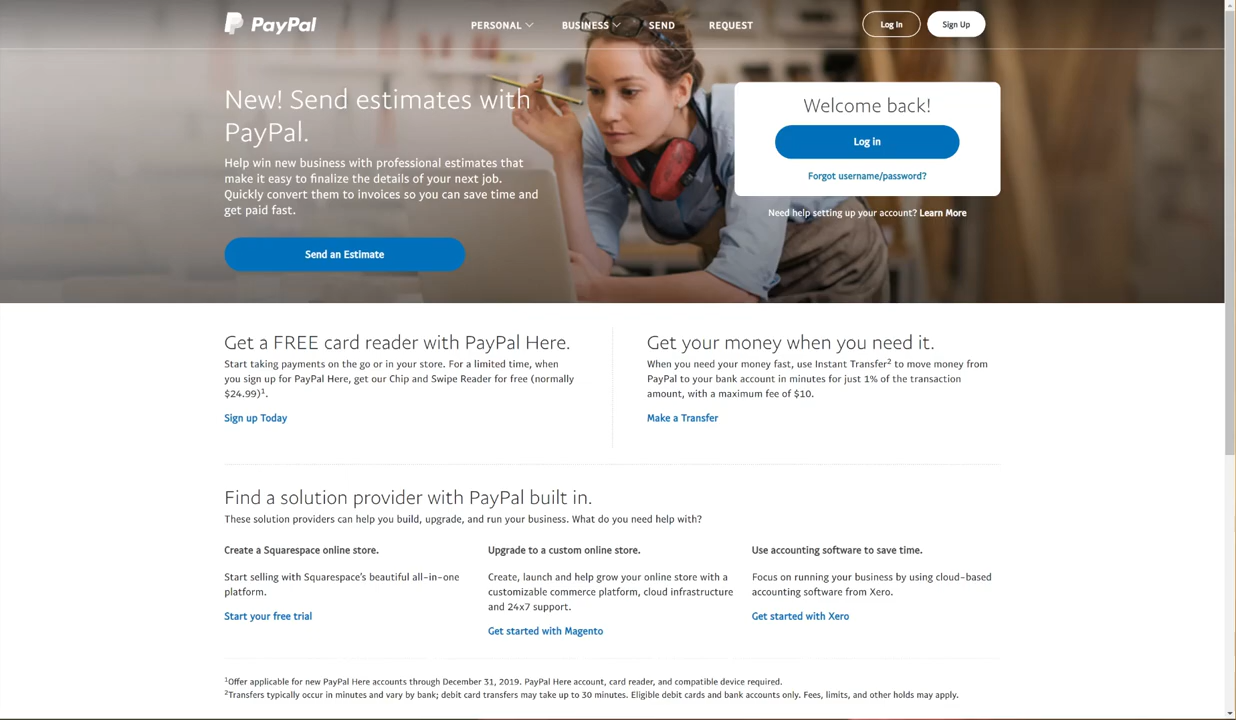 PayPal
PERSONAL
BUSINESS
SEND
REQUEST
Log In
Sign Up
New! Send estimates with
PayPal.
Help win new business with professional estimates that
make it easy to finalize the details of your next job.
Quickly convert them to invoices so you can save time and
get paid fast.
Send an Estimate
Welcome back!
Log in
Forgot username/password?
Need help setting up your account? Learn More
Get a FREE card reader with PayPal Here.
Start taking payments on the go or in your store. For a limited time, when
you sign up for PayPal Here, get our Chip and Swipe Reader for free (normally
$24.99)¹.
Sign up Today
Get your money when you need it.
When you need your money fast, use Instant Transfer² to move money from
PayPal to your bank account in minutes for just 1% of the transaction
amount, with a maximum fee of $10.
Make a Transfer
Find a solution provider with PayPal built in.
These solution providers can help you build, upgrade, and run your business. What do you need help with?
Create a Squarespace online store.
Start selling with Squarespace's beautiful all-in-one
platform.
Start your free trial
Upgrade to a custom online store.
Create, launch and help grow your online store with a
customizable commerce platform, cloud infrastructure
and 24x7 support.
Get started with Magento
Use accounting software to save time.
Focus on running your business by using cloud-based
accounting software from Xero.
Get started with Xero
¹Offer applicable for new PayPal Here accounts through December 31, 2019. PayPal Here account, card reader, and compatible device required.
²Transfers typically occur in minutes and vary by bank; debit card transfers may take up to 30 minutes. Eligible debit cards and bank accounts only. Fees, limits, and other holds may apply.